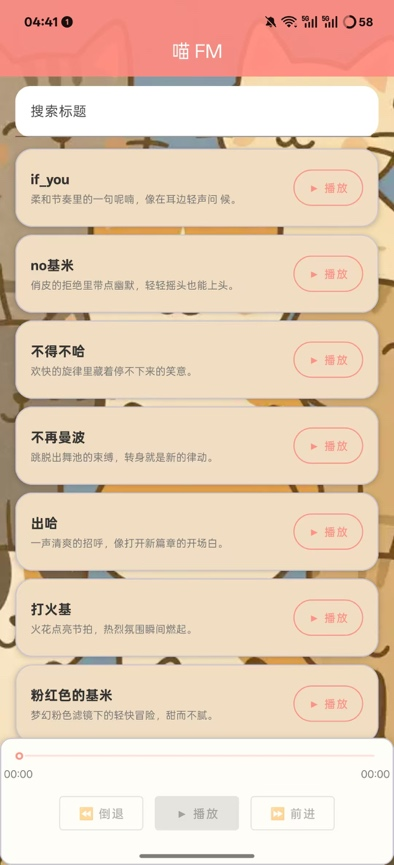 04:41 1 5G 5G 58
喵 FM
搜索标题
if_you
柔和节奏里的一句呢喃，像在耳边轻声问 候。
► 播放
no基米
俏皮的拒绝里带点幽默，轻轻摇头也能上头。
► 播放
不得不哈
欢快的旋律里藏着停不下来的笑意。
► 播放
不再曼波
跳脱出舞池的束缚，转身就是新的律动。
► 播放
出哈
一声清爽的招呼，像打开新篇章的开场白。
► 播放
打火基
火花点亮节拍，热烈氛围瞬间燃起。
► 播放
粉红色的基米
梦幻粉色滤镜下的轻快冒险，甜而不腻。
► 播放
00:00 00:00
⏪ 倒退 ► 播放 ⏩ 前进